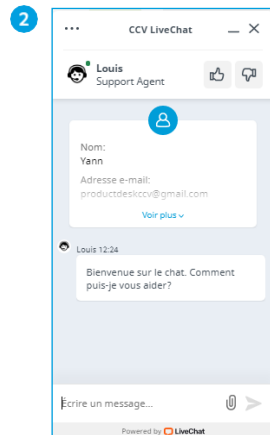 2
CCV LiveChat
Louis
Support Agent
Nom:
Yann
Adresse e-mail:
productdeskccv@gmail.com
Voir plus
Louis 12:24
Bienvenue sur le chat. Comment
puis-je vous aider?
Écrire un message...
Powered by LiveChat